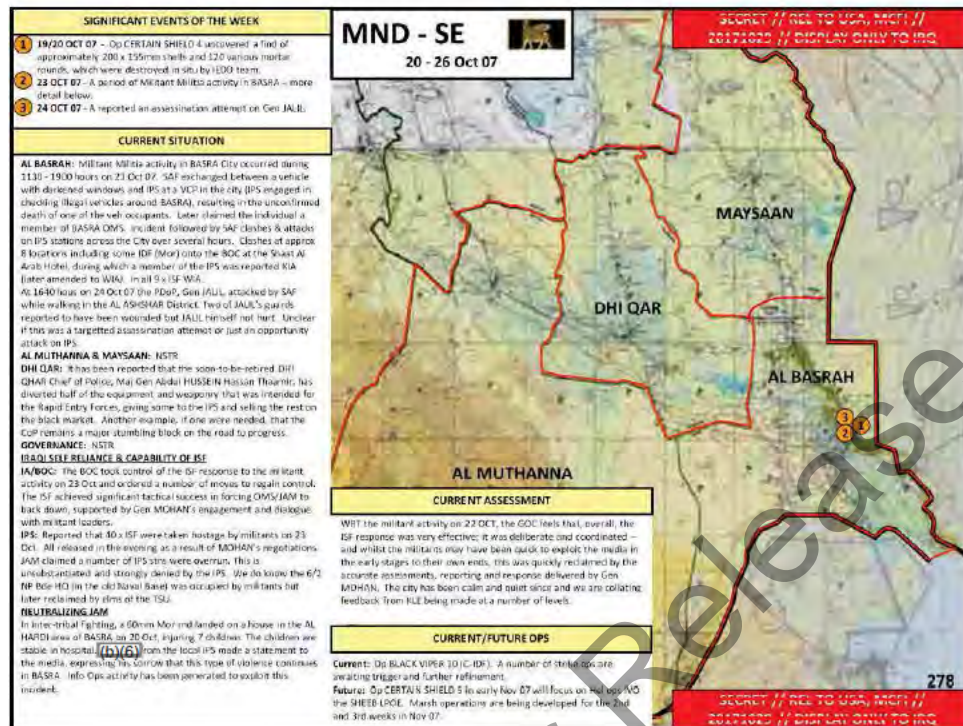 SIGNIFICANT EVENTS OF THE WEEK
1 19/20 OCT 07 - Op CERTAIN SHIELD 4 uncovered a find of
approximately 200 x 155mm shells and 120 various mortar
rounds, which were destroyed in situ by IEDD team.
2 23 OCT 07 - A period of Militant Militia activity in BASRA – more
detail below.
3 24 OCT 07 - A reported an assassination attempt on Gen JALIL.
CURRENT SITUATION
AL BASRAH: Militant Militia activity in BASRA City occurred during
1130 - 1900 hours on 23 Oct 07. SAF exchanged between a vehicle
with darkened windows and IPS at a VCP in the city (IPS engaged in
checking illegal vehicles around BASRA), resulting in the unconfirmed
death of one of the veh occupants. Later claimed the individual a
member of BASRA OMS. Incident followed by SAF clashes & attacks
on IPS stations across the City over several hours. Clashes at approx
8 locations including some IDF (Mor) onto the BOC at the Shaat Al
Arab Hotel, during which a member of the IPS was reported KIA
(later amended to WIA). In all 9 x ISF WIA.
At 1640 hous on 24 Oct 07 the PDoP, Gen JALIL, attacked by SAF
while walking in the AL ASHSHAR District. Two of JALIL's guards
reported to have been wounded but JALIL himself not hurt. Unclear
if this was a targetted assassination attempt or just an opportunity
attack on IPS.
AL MUTHANNA & MAYSAAN: NSTR
DHI QAR: It has been reported that the soon-to-be-retired DHI
QHAR Chief of Police, Maj Gen Abdul HUSSEIN Hassan Thaamir, has
diverted half of the equipment and weaponry that was intended for
the Rapid Entry Forces, giving some to the IPS and selling the rest on
the black market. Another example, if one were needed, that the
CoP remains a major stumbling block on the road to progress.
GOVERNANCE: NSTR
IRAQI SELF RELIANCE & CAPABILITY OF ISF
IA/BOC: The BOC took control of the ISF response to the militant
activity on 23 Oct and ordered a number of moves to regain control.
The ISF achieved significant tactical success in forcing OMS/JAM to
back down, supported by Gen MOHAN's engagement and dialogue
with militant leaders.
IPS: Reported that 40 x ISF were taken hostage by militants on 23
Oct. All released in the evening as a result of MOHAN's negotiations.
JAM claimed a number of IPS stns were overrun. This is
unsubstantiated and strongly denied by the IPS. We do know the 6/2
NP Bde HQ (in the old Naval Base) was occupied by militants but
later reclaimed by elms of the TSU.
NEUTRALIZING JAM
In inter-tribal fighting, a 60mm Mor rnd landed on a house in the AL
HARDI area of BASRA on 20 Oct, injuring 7 children. The children are
stable in hospital. (b)(6) from the local IPS made a statement to
the media, expressing his sorrow that this type of violence continues
in BASRA. Info Ops activity has been generated to exploit this
incident.
MND - SE
20 - 26 Oct 07
SECRET // REL TO USA, MCFI //
20171025 // DISPLAY ONLY TO IRQ
MAYSAAN
DHI QAR
AL BASRAH
3
1
2
AL MUTHANNA
CURRENT ASSESSMENT
WRT the militant activity on 22 OCT, the GOC feels that, overall, the
ISF response was very effective; it was deliberate and coordinated –
and whilst the militants may have been quick to exploit the media in
the early stages to their own ends, this was quickly reclaimed by the
accurate assessments, reporting and response delivered by Gen
MOHAN. The city has been calm and quiet since and we are collating
feedback from KLE being made at a number of levels.
CURRENT/FUTURE OPS
Current: Op BLACK VIPER 10 (C-IDF). A number of strike ops are
awaiting trigger and further refinement.
Future: Op CERTAIN SHIELD 5 in early Nov 07 will focus on Hel ops IVO
the SHEEB LPOE. Marsh operations are being developed for the 2nd
and 3rd weeks in Nov 07.
278
SECRET // REL TO USA, MCFI //
20171025 // DISPLAY ONLY TO IRQ
Release